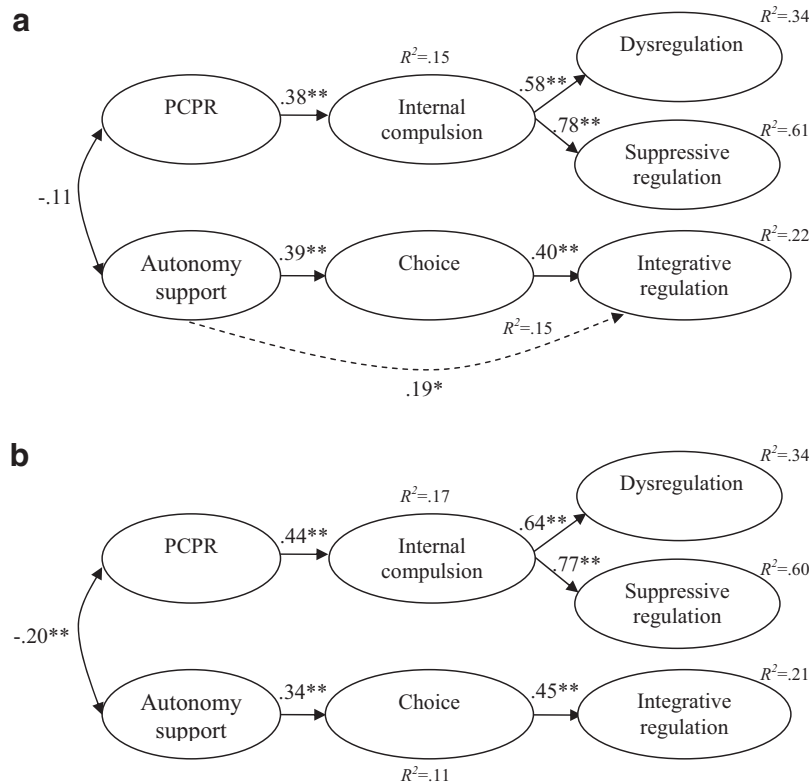 a
R²=.34
Dysregulation
R²=.15
PCPR
.38**
Internal
compulsion
.58**
.78**
R²=.61
Suppressive
regulation
-.11
R²=.22
Autonomy
support
.39**
Choice
.40**
Integrative
regulation
R²=.15
.19*
b
R²=.34
Dysregulation
R²=.17
PCPR
.44**
Internal
compulsion
.64**
.77**
R²=.60
Suppressive
regulation
-.20**
R²=.21
Autonomy
support
.34**
Choice
.45**
Integrative
regulation
R²=.11